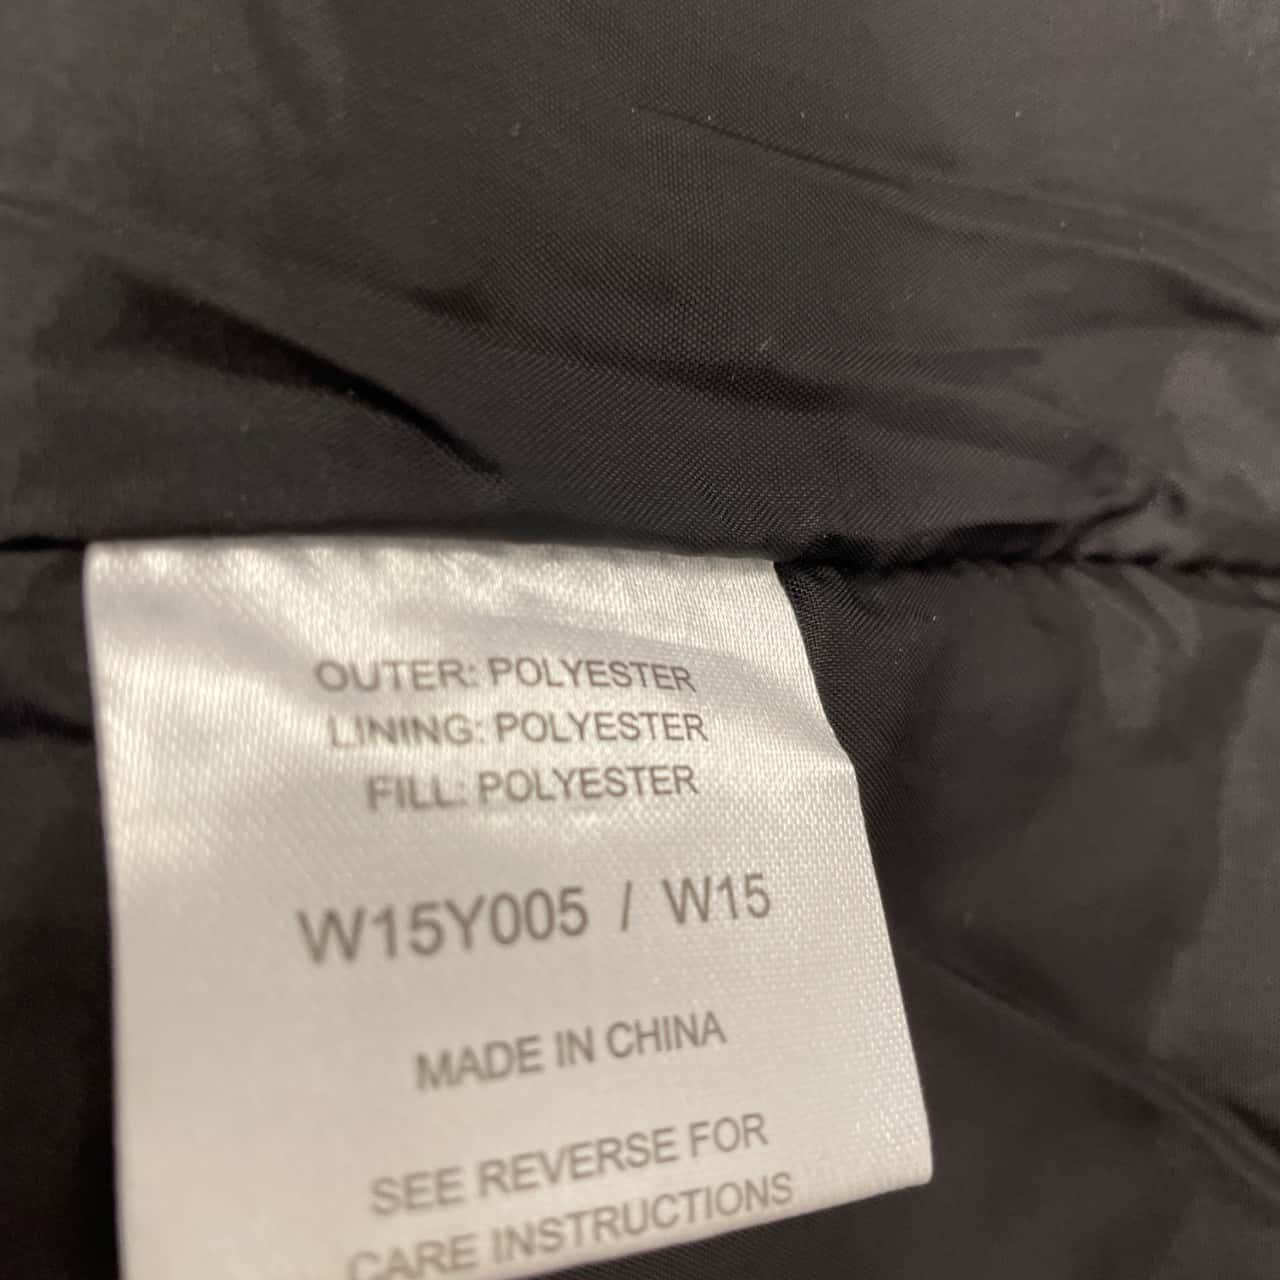 OUTER: POLYESTER
LINING: POLYESTER
FILL: POLYESTER
W15Y005 / W15
MADE IN CHINA
SEE REVERSE FOR
CARE INSTRUCTIONS